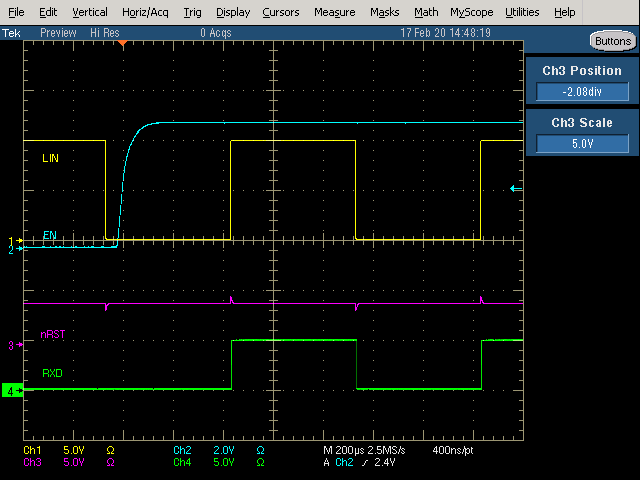 File Edit Vertical Horiz/Acq Trig Display Cursors Measure Masks Math MyScope Utilities Help
Tek Preview Hi Res 0 Acqs 17 Feb 20 14:48:19
Buttons
Ch3 Position
-2.08div
Ch3 Scale
5.0V
LIN
1
EN
2
nRST
3
RXD
4
Ch1 5.0V Ω Ch2 2.0V Ω M 200µs 2.5MS/s 400ns/pt
Ch3 5.0V Ω Ch4 5.0V Ω A Ch2 ∕ 2.4V